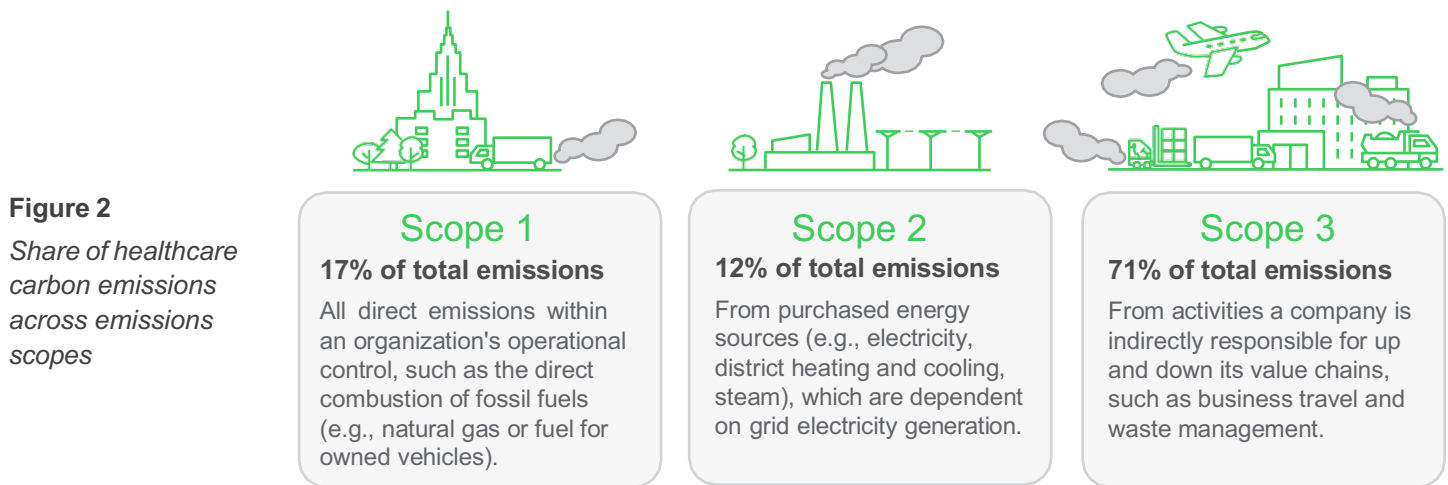 Figure 2
Share of healthcare
carbon emissions
across emissions
scopes
Scope 1
17% of total emissions
All direct emissions within
an organization's operational
control, such as the direct
combustion of fossil fuels
(e.g., natural gas or fuel for
owned vehicles).
Scope 2
12% of total emissions
From purchased energy
sources (e.g., electricity,
district heating and cooling,
steam), which are dependent
on grid electricity generation.
Scope 3
71% of total emissions
From activities a company is
indirectly responsible for up
and down its value chains,
such as business travel and
waste management.